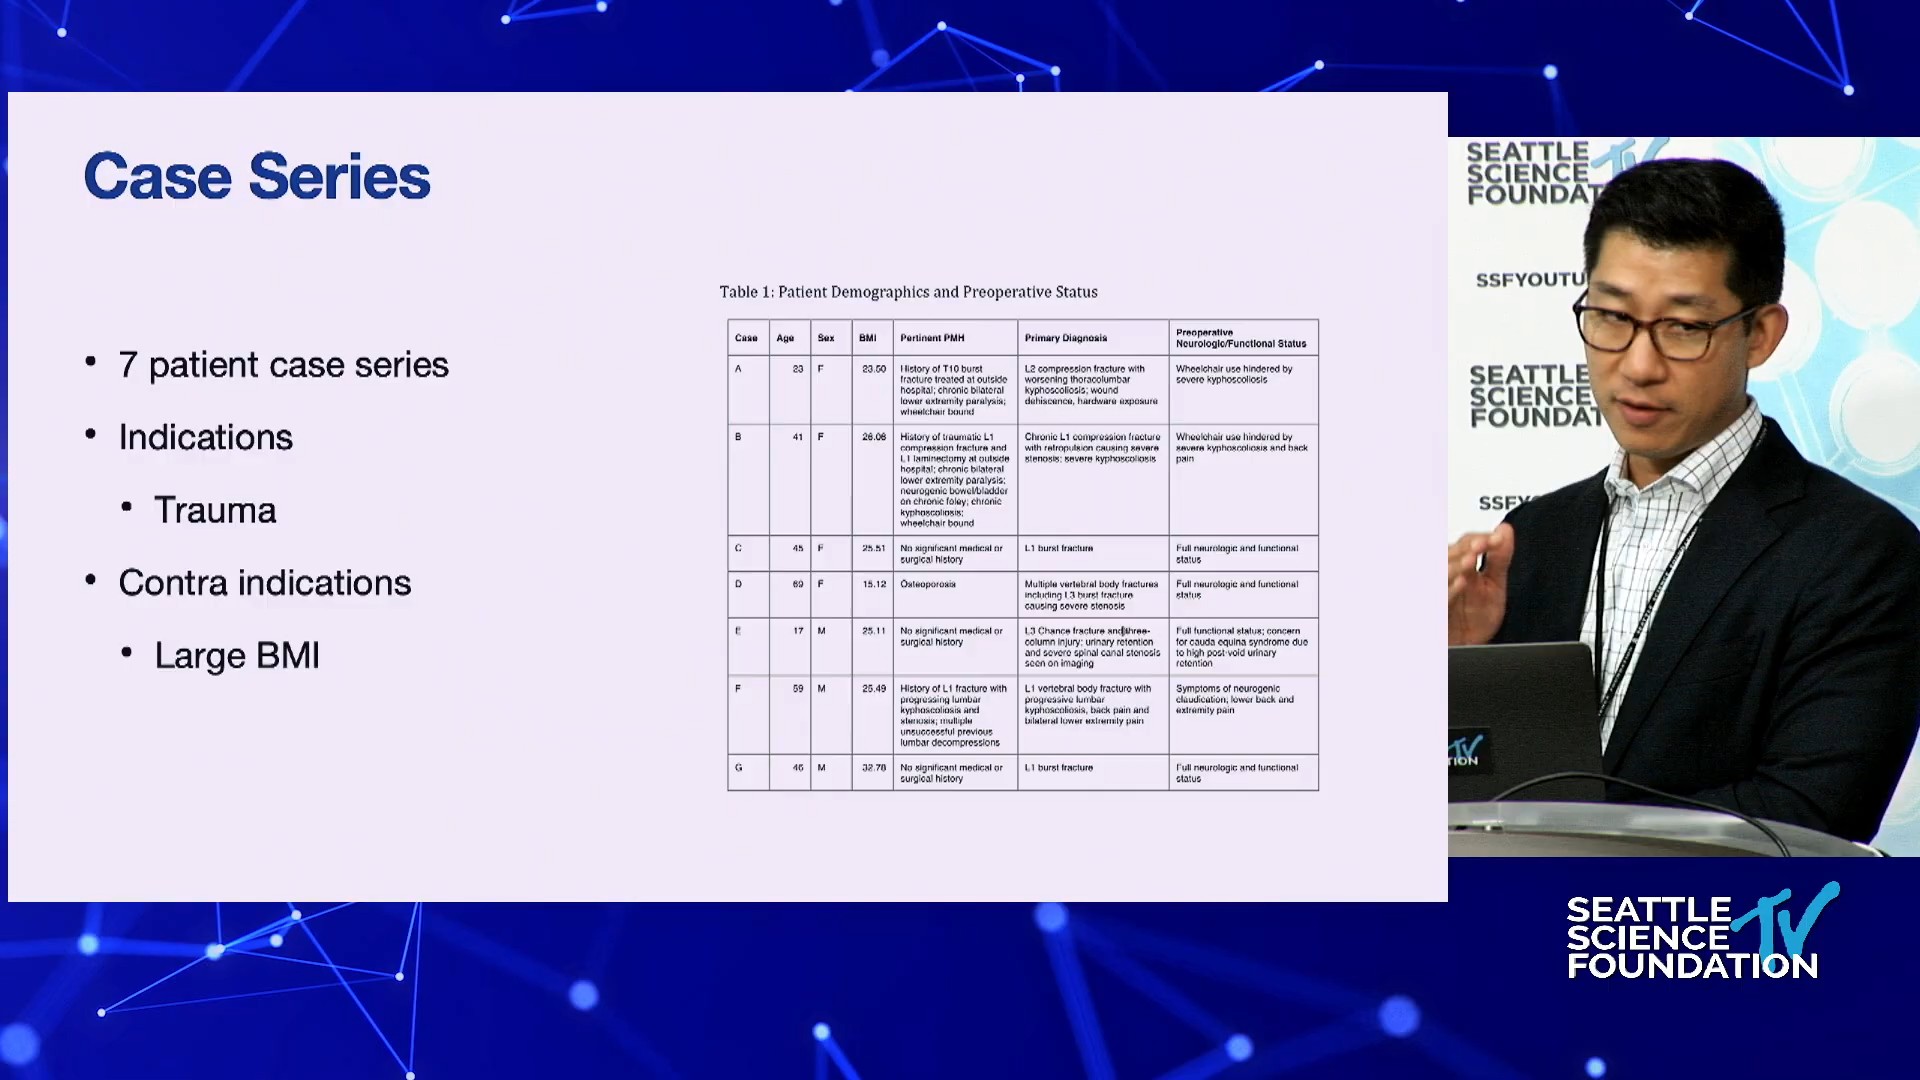 Case Series
• 7 patient case series
• Indications
• Trauma
• Contra indications
• Large BMI
Table 1: Patient Demographics and Preoperative Status
Case Age Sex BMI Pertinent PMH Primary Diagnosis Preoperative Neurologic/Functional Status
A 23 F 23.50 History of T10 burst fracture treated at outside hospital; chronic bilateral lower extremity paralysis; wheelchair bound L2 compression fracture with worsening thoracolumbar kyphoscoliosis; wound dehiscence, hardware exposure Wheelchair use hindered by severe kyphoscoliosis
B 41 F 26.06 History of traumatic L1 compression fracture and L1 laminectomy at outside hospital; chronic bilateral lower extremity paralysis; neurogenic bowel/bladder on chronic foley; chronic kyphoscoliosis; wheelchair bound Chronic L1 compression fracture with retropulsion causing severe stenosis; severe kyphoscoliosis Wheelchair use hindered by severe kyphoscoliosis and back pain
C 45 F 25.51 No significant medical or surgical history L1 burst fracture Full neurologic and functional status
D 69 F 15.12 Osteoporosis Multiple vertebral body fractures including L3 burst fracture causing severe stenosis Full neurologic and functional status
E 17 M 25.11 No significant medical or surgical history L3 Chance fracture and three-column injury; urinary retention and severe spinal canal stenosis seen on imaging Full functional status; concern for cauda equina syndrome due to high post-void urinary retention
F 59 M 25.49 History of L1 fracture with progressing lumbar kyphoscoliosis and stenosis; multiple unsuccessful previous lumbar decompressions L1 vertebral body fracture with progressive lumbar kyphoscoliosis, back pain and bilateral lower extremity pain Symptoms of neurogenic claudication; lower back and extremity pain
G 46 M 32.78 No significant medical or surgical history L1 burst fracture Full neurologic and functional status
SEATTLE
SCIENCE
FOUNDAT
TV
SSFYOUTU
SEATTLE
SCIENCE
FOUNDAT
SSFY
TV
TION
SEATTLE
SCIENCE
FOUNDATION
TV